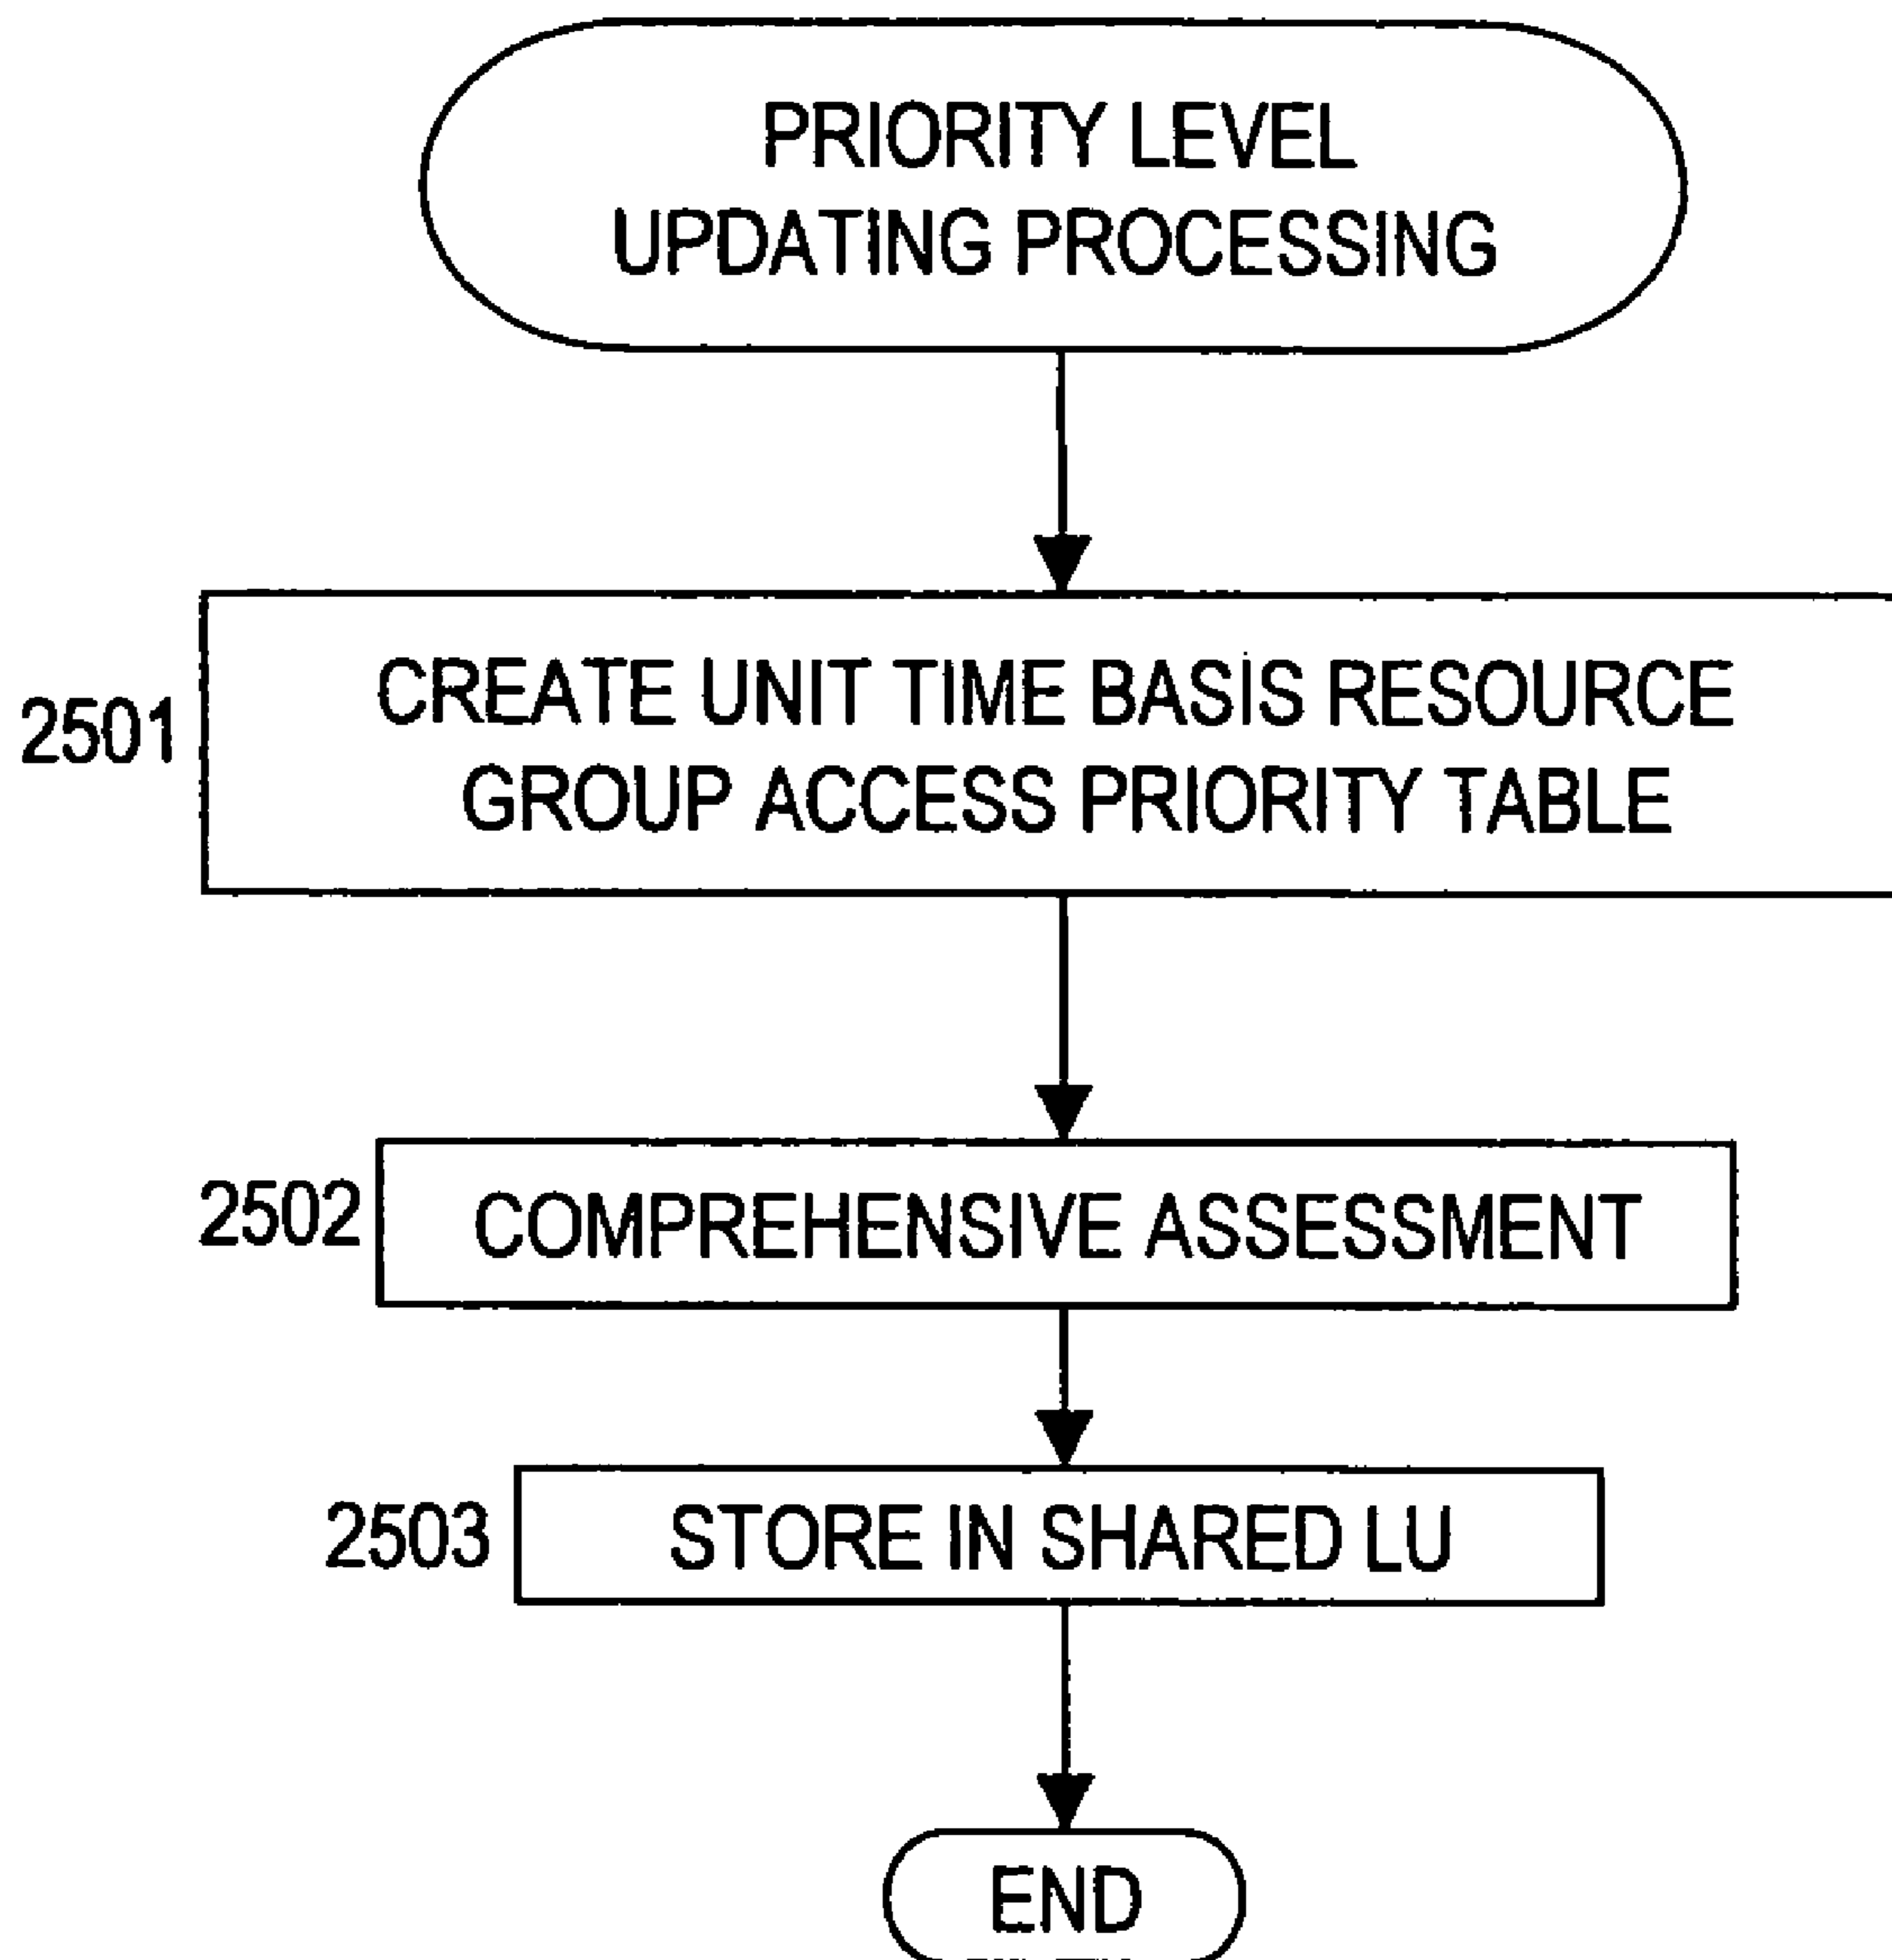 PRIORITY LEVEL
UPDATING PROCESSING
2501
CREATE UNIT TIME BASIS RESOURCE
GROUP ACCESS PRIORITY TABLE
2502
COMPREHENSIVE ASSESSMENT
2503
STORE IN SHARED LU
END